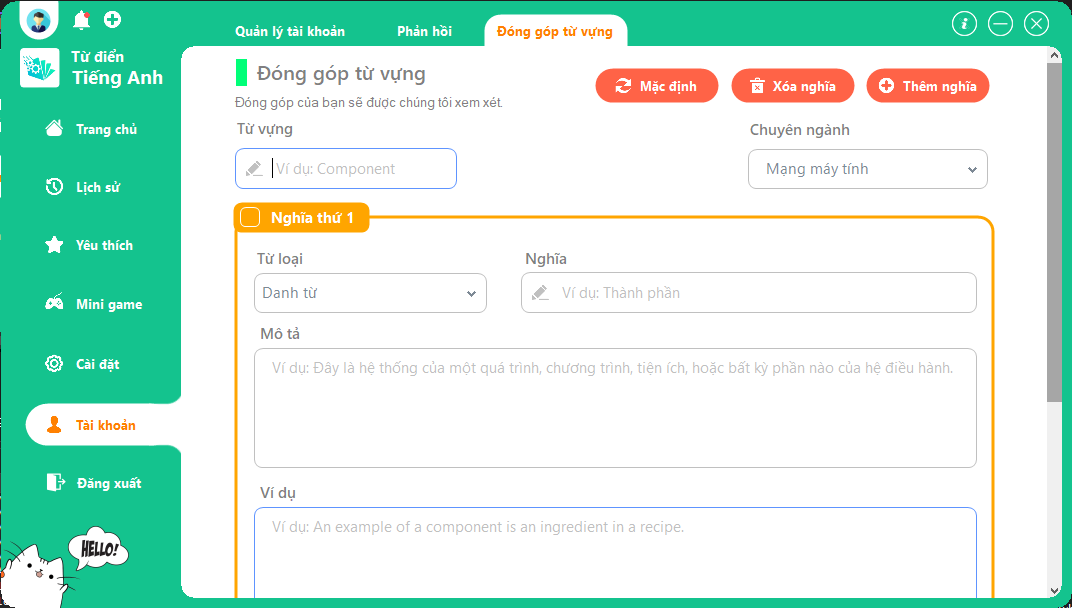 Quản lý tài khoản
Phản hồi
Đóng góp từ vựng
Từ điển
Tiếng Anh
Trang chủ
Lịch sử
Yêu thích
Mini game
Cài đặt
Tài khoản
Đăng xuất
HELLO!
Đóng góp từ vựng
Đóng góp của bạn sẽ được chúng tôi xem xét.
Mặc định
Xóa nghĩa
Thêm nghĩa
Từ vựng
Chuyên ngành
Ví dụ: Component
Mạng máy tính
Nghĩa thứ 1
Từ loại
Nghĩa
Danh từ
Ví dụ: Thành phần
Mô tả
Ví dụ: Đây là hệ thống của một quá trình, chương trình, tiện ích, hoặc bất kỳ phần nào của hệ điều hành.
Ví dụ
Ví dụ: An example of a component is an ingredient in a recipe.